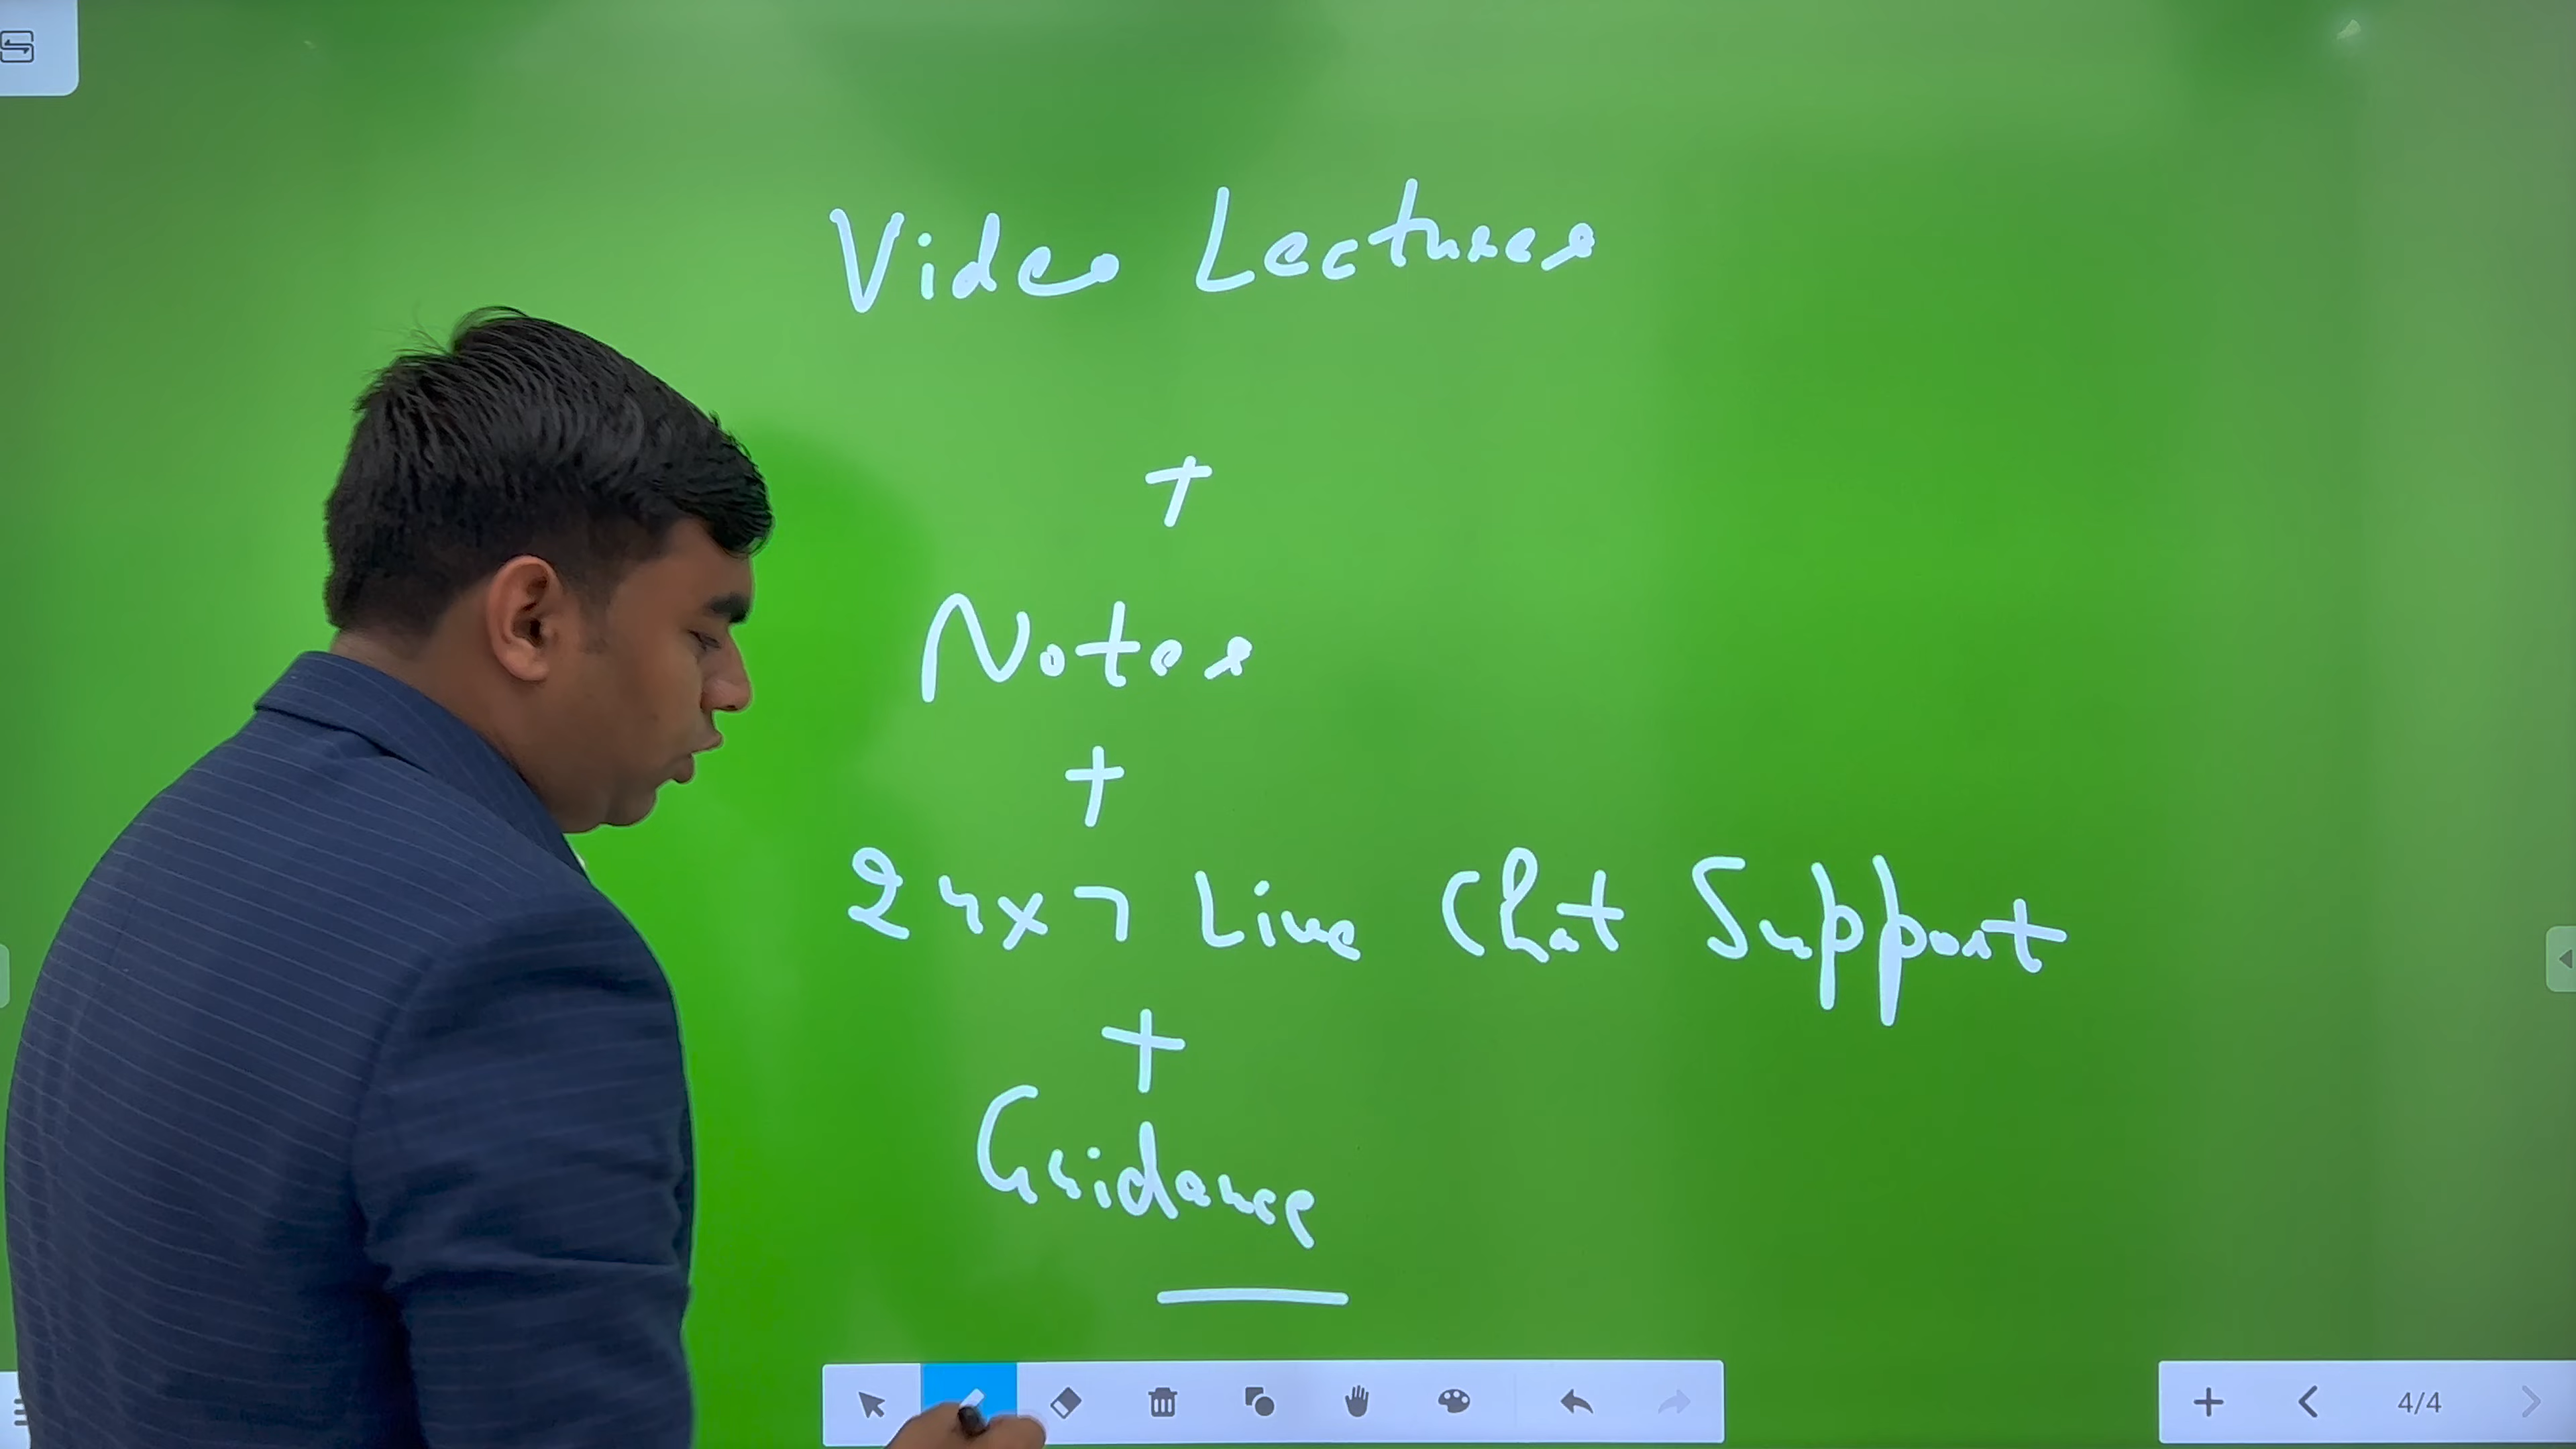 Video Lectures
+
Notes
+
24x7 Live Chat Support
+
Guidance
4/4